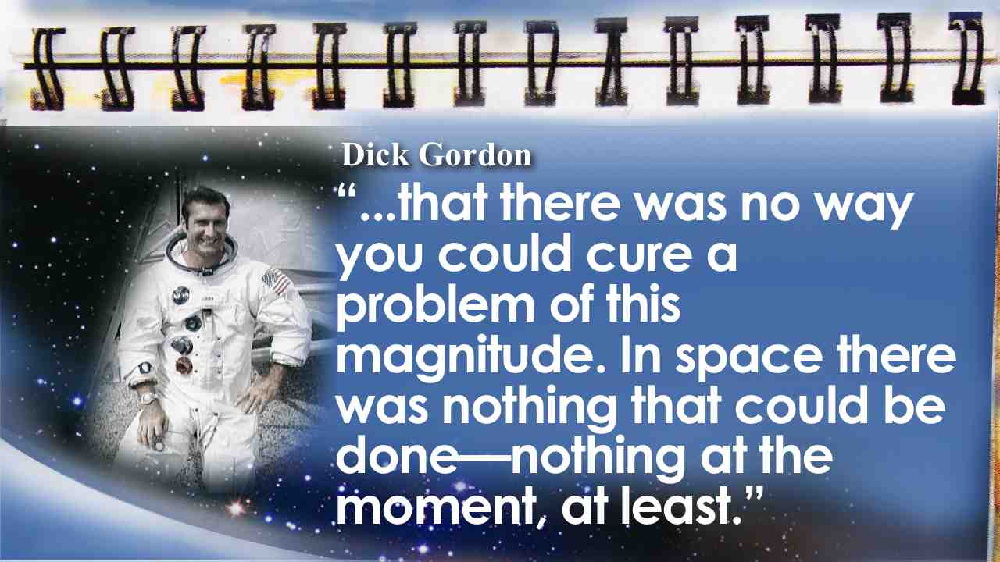 Dick Gordon
“...that there was no way
you could cure a
problem of this
magnitude. In space there
was nothing that could be
done—nothing at the
moment, at least.”